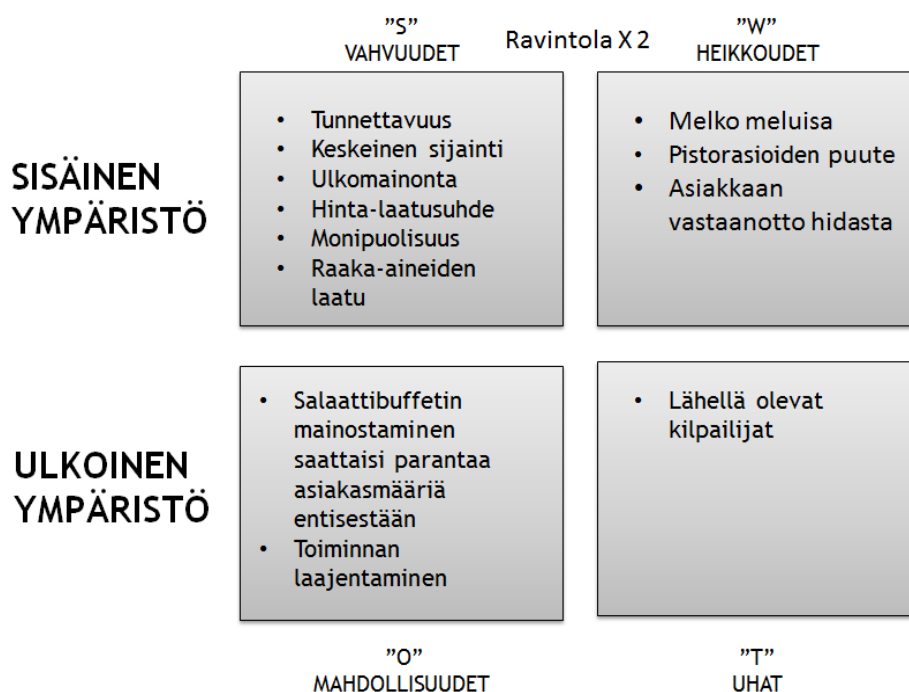 "S"
VAHVUUDET
Ravintola X 2
"W"
HEIKKOUDET
SISÄINEN
YMPÄRISTÖ
• Tunnettavuus
• Keskeinen sijainti
• Ulkomainonta
• Hinta-laatusuhde
• Monipuolisuus
• Raaka-aineiden
laatu
• Melko meluisa
• Pistorasioiden puute
• Asiakkaan
vastaanotto hidasta
ULKOINEN
YMPÄRISTÖ
• Salaattibuffetin
mainostaminen
saattaisi parantaa
asiakasmääriä
entisestään
• Toiminnan
laajentaminen
• Lähellä olevat
kilpailijat
"O"
MAHDOLLISUUDET
"T"
UHAT